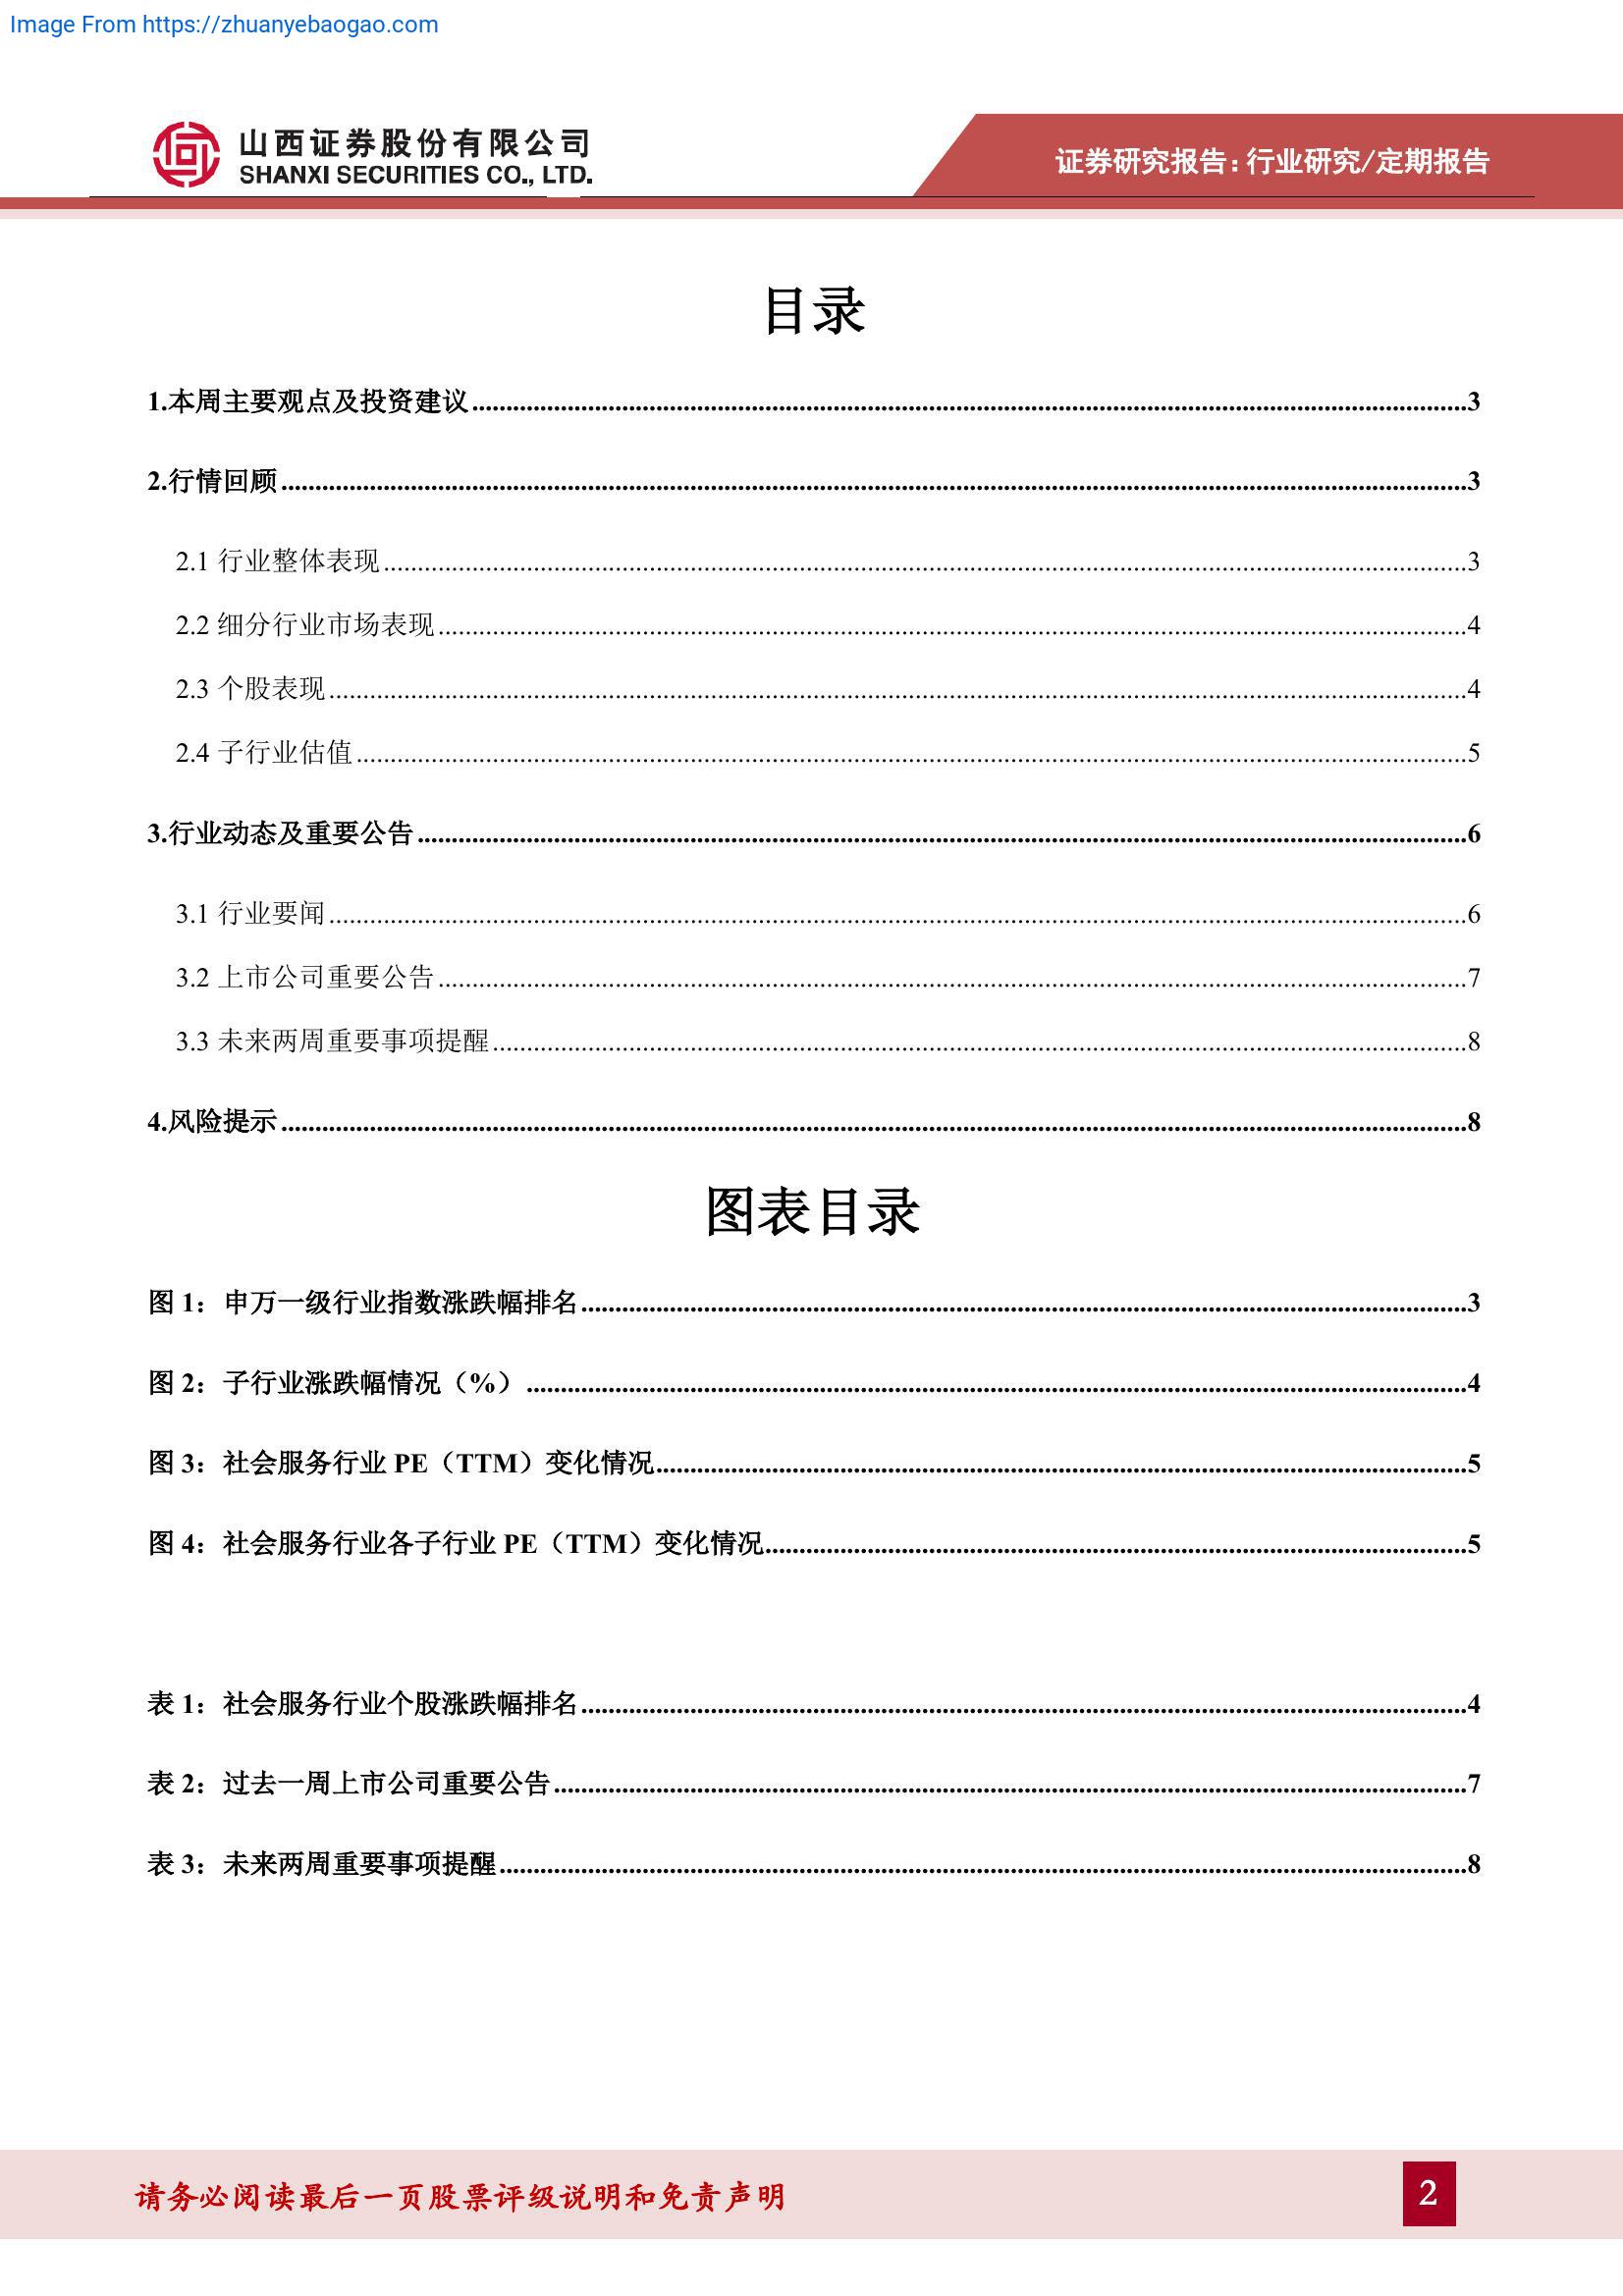 Image From https://zhuanyebaogao.com
山西证券股份有限公司
SHANXI SECURITIES CO., LTD.
证券研究报告：行业研究/定期报告
目录
1.本周主要观点及投资建议........................3
2.行情回顾........................3
2.1 行业整体表现........................3
2.2 细分行业市场表现........................4
2.3 个股表现........................4
2.4 子行业估值........................5
3.行业动态及重要公告........................6
3.1 行业要闻........................6
3.2 上市公司重要公告........................7
3.3 未来两周重要事项提醒........................8
4.风险提示........................8
图表目录
图 1：申万一级行业指数涨跌幅排名........................3
图 2：子行业涨跌幅情况（%）........................4
图 3：社会服务行业 PE（TTM）变化情况........................5
图 4：社会服务行业各子行业 PE（TTM）变化情况........................5
表 1：社会服务行业个股涨跌幅排名........................4
表 2：过去一周上市公司重要公告........................7
表 3：未来两周重要事项提醒........................8
请务必阅读最后一页股票评级说明和免责声明
2